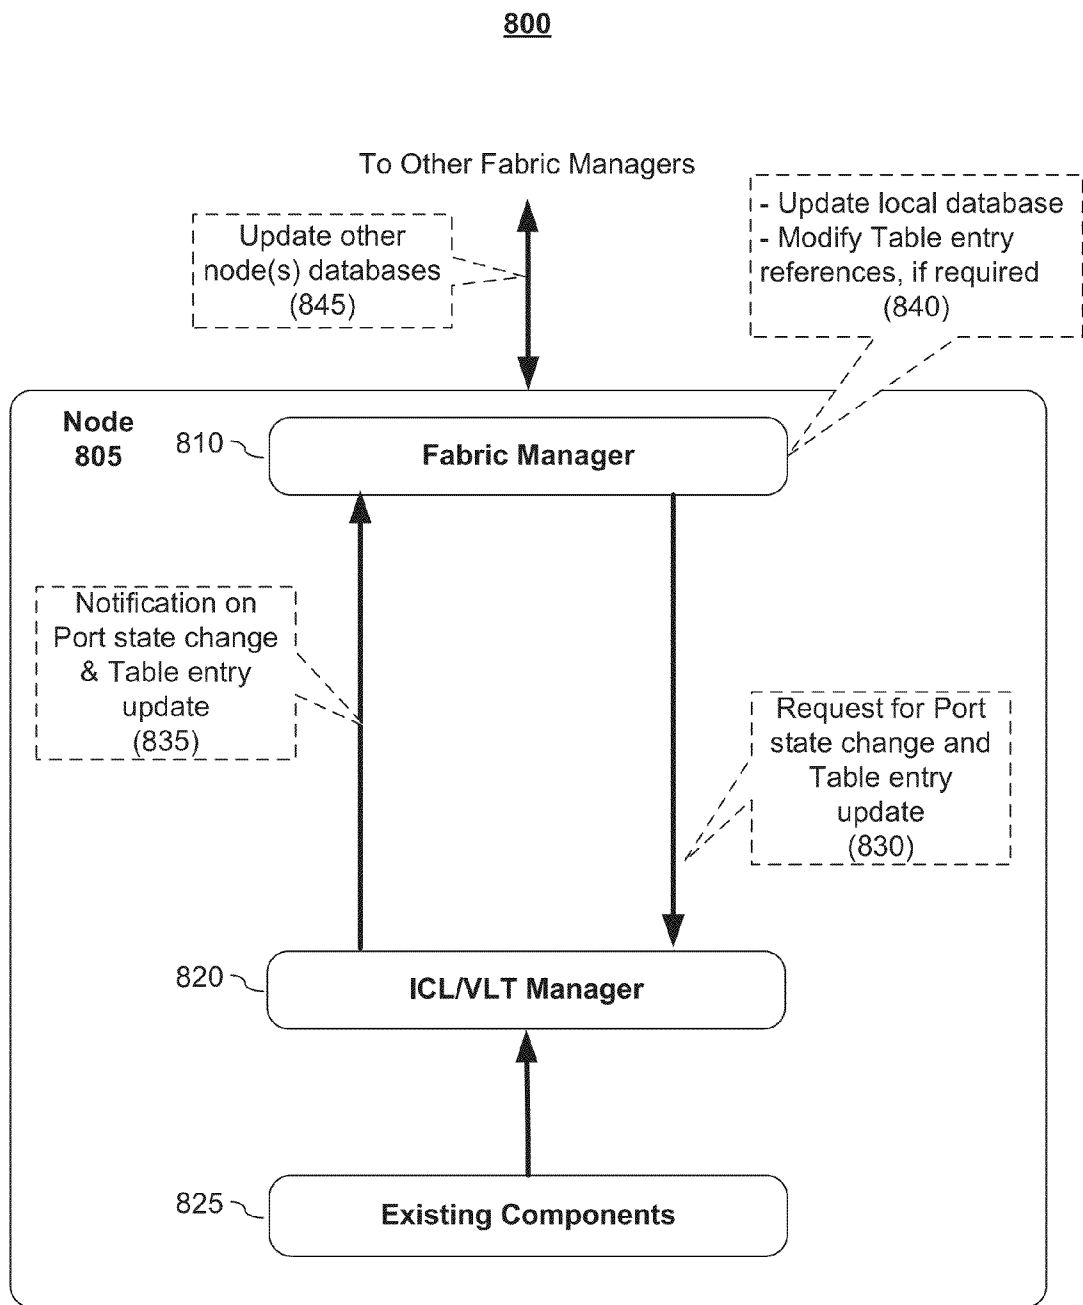 800
To Other Fabric Managers
Update other
node(s) databases
(845)
- Update local database
- Modify Table entry
references, if required
(840)
Node
805
810
Fabric Manager
Notification on
Port state change
& Table entry
update
(835)
Request for Port
state change and
Table entry
update
(830)
820
ICL/VLT Manager
825
Existing Components